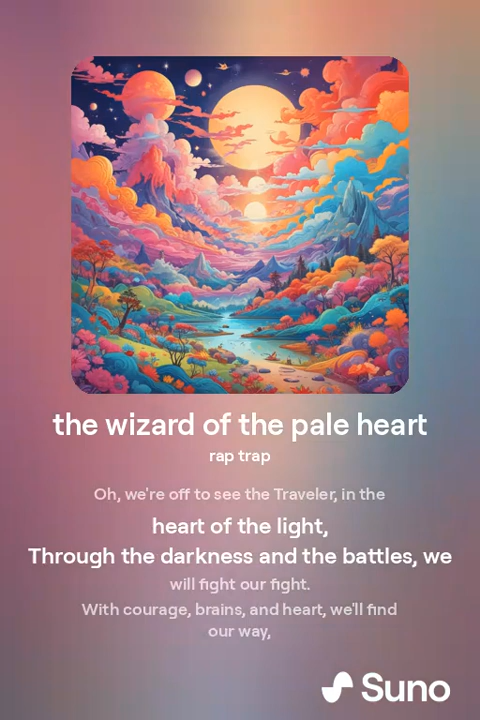 the wizard of the pale heart
rap trap
Oh, we're off to see the Traveler, in the
heart of the light,
Through the darkness and the battles, we
will fight our fight.
With courage, brains, and heart, we'll find
our way,
Suno